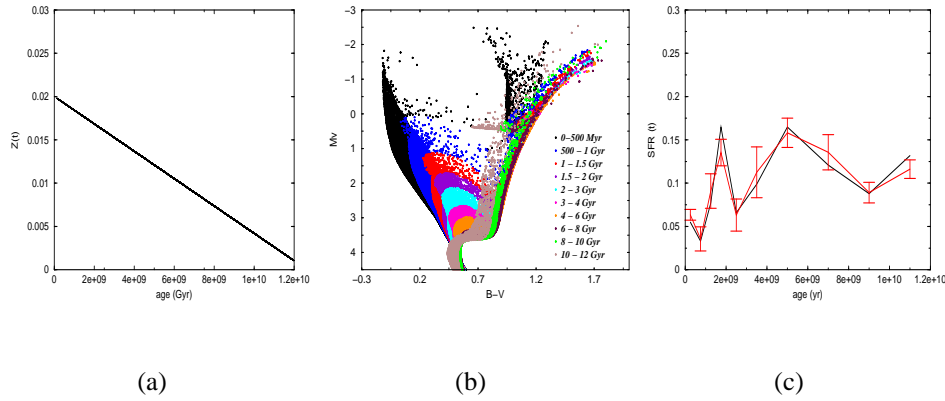 0.03
0.025
0.02
0.015
0.01
0.005
0
Z(t)
0 2e+09 4e+09 6e+09 8e+09 1e+10 1.2e+10
age (Gyr)
−3
−2
−1
0
1
2
3
4
Mv
−0.3 0.2 0.7 1.2 1.7
B−V
0−500 Myr
500 − 1 Gyr
1 − 1.5 Gyr
1.5 − 2 Gyr
2 − 3 Gyr
3 − 4 Gyr
4 − 6 Gyr
6 − 8 Gyr
8 − 10 Gyr
10 − 12 Gyr
0.3
0.25
0.2
0.15
0.1
0.05
0
SFR (t)
0 2e+09 4e+09 6e+09 8e+09 1e+10 1.2e+10
age (yr)
(a) (b) (c)